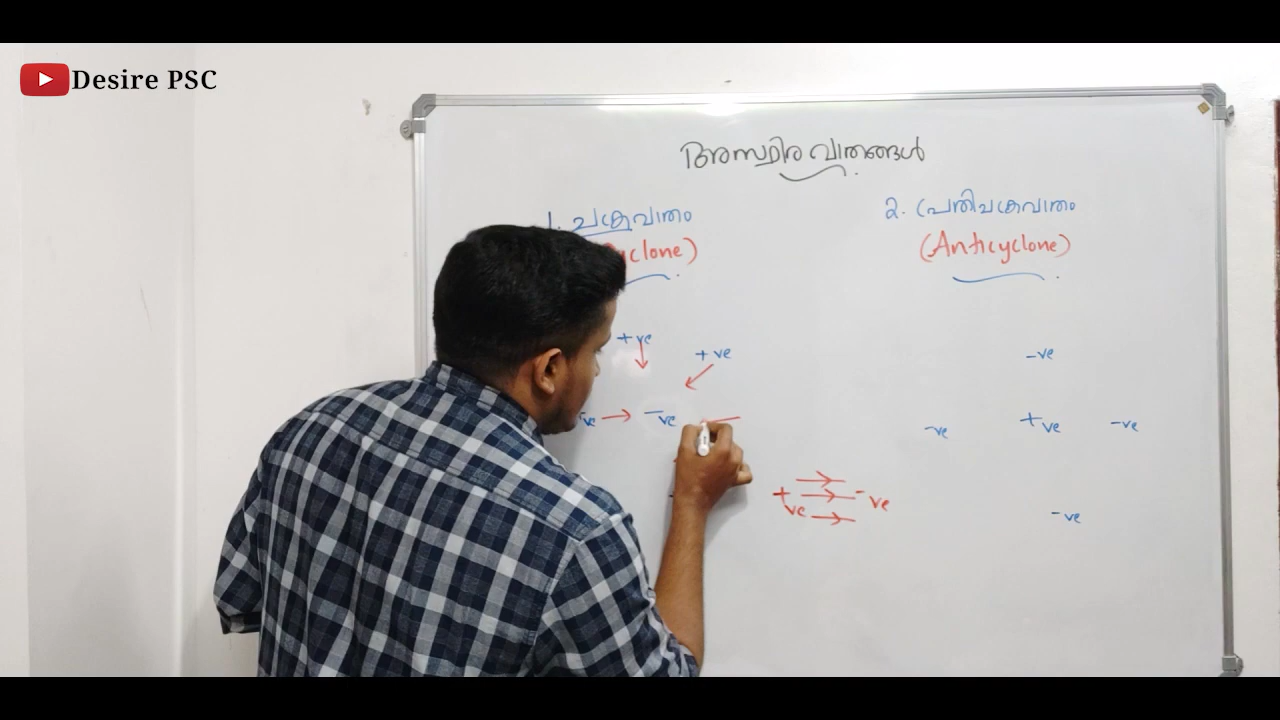 Desire PSC
അസ്ഥിര വാതങ്ങൾ
1. ചക്രവാതം
cyclone)
2. പ്രതിചക്രവാതം
(Anticyclone)
+ve
+ve
-ve
-ve
-ve
+ve
-ve
+ve
-ve
-ve